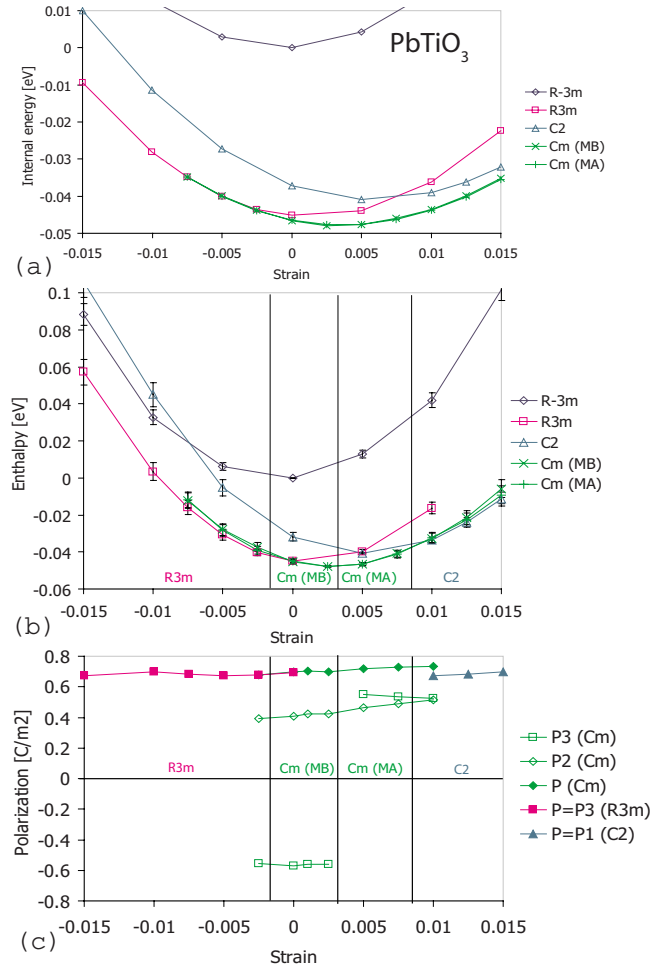 PbTiO3
Internal energy [eV]
0.01
0
-0.01
-0.02
-0.03
-0.04
-0.05
-0.015 -0.01 -0.005 0 0.005 0.01 0.015
Strain
(a)
R-3m
R3m
C2
Cm (MB)
Cm (MA)
Enthalpy [eV]
0.1
0.08
0.06
0.04
0.02
0
-0.02
-0.04
-0.06
R3m Cm (MB) Cm (MA) C2
-0.015 -0.01 -0.005 0 0.005 0.01 0.015
Strain
(b)
R-3m
R3m
C2
Cm (MB)
Cm (MA)
Polarization [C/m2]
0.8
0.6
0.4
0.2
0
-0.2
-0.4
-0.6
-0.8
R3m Cm (MB) Cm (MA) C2
-0.015 -0.01 -0.005 0 0.005 0.01 0.015
Strain
(c)
P3 (Cm)
P2 (Cm)
P (Cm)
P=P3 (R3m)
P=P1 (C2)